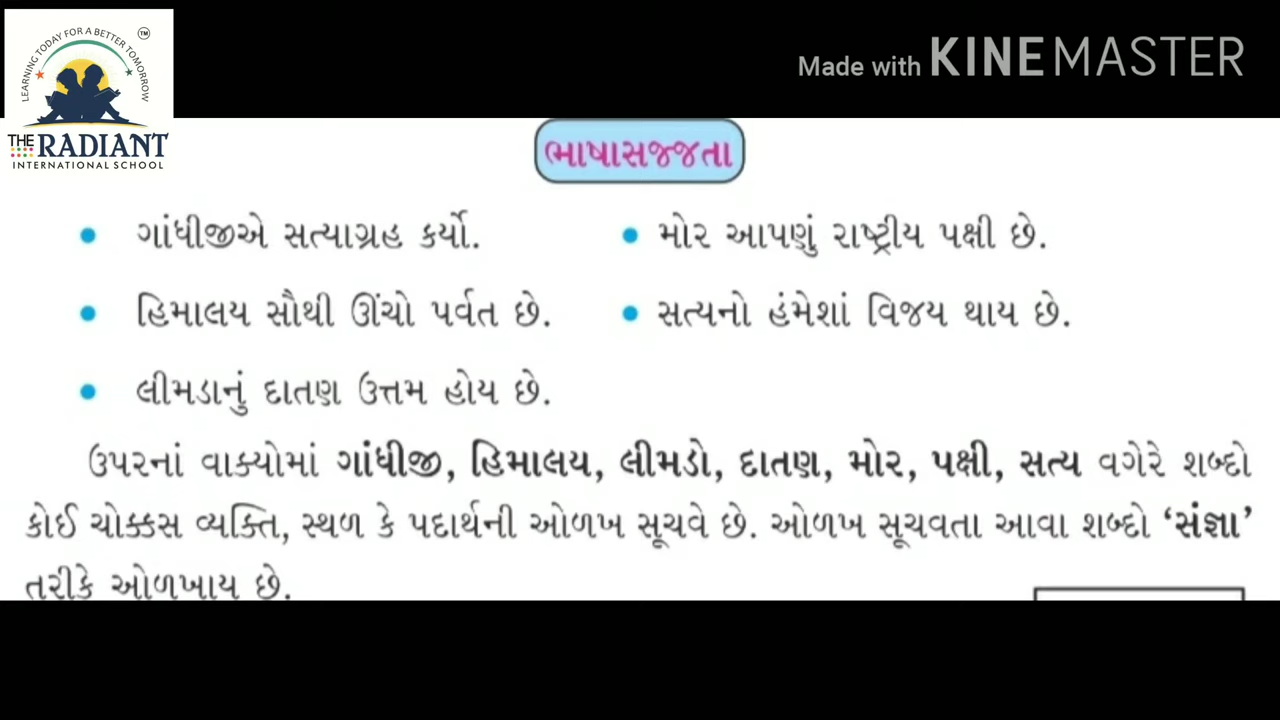 LEARNING TODAY FOR A BETTER TOMORROW
TM
THE RADIANT
INTERNATIONAL SCHOOL
Made with KINEMASTER
ભાષાસજ્જતા
• ગાંધીજીએ સત્યાગ્રહ કર્યો. • મોર આપણું રાષ્ટ્રીય પક્ષી છે.
• હિમાલય સૌથી ઊંચો પર્વત છે. • સત્યનો હંમેશાં વિજય થાય છે.
• લીમડાનું દાતણ ઉત્તમ હોય છે.
ઉપરનાં વાક્યોમાં ગાંધીજી, હિમાલય, લીમડો, દાતણ, મોર, પક્ષી, સત્ય વગેરે શબ્દો
કોઈ ચોક્કસ વ્યક્તિ, સ્થળ કે પદાર્થની ઓળખ સૂચવે છે. ઓળખ સૂચવતા આવા શબ્દો ‘સંજ્ઞા’
તરીકે ઓળખાય છે.